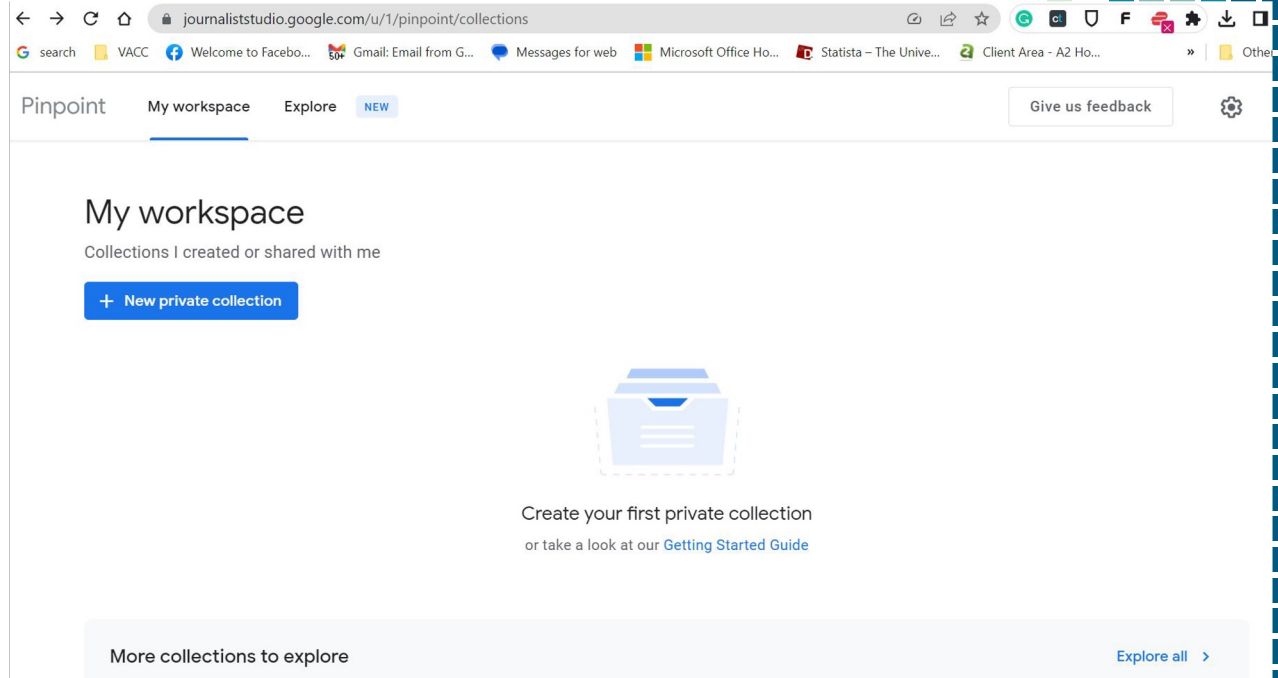 journaliststudio.google.com/u/1/pinpoint/collections
G search VACC Welcome to Facebo... 50+ Gmail: Email from G... Messages for web Microsoft Office Ho... Statista – The Unive... Client Area - A2 Ho... » Other
Pinpoint My workspace Explore NEW Give us feedback
My workspace
Collections I created or shared with me
+ New private collection
Create your first private collection
or take a look at our Getting Started Guide
More collections to explore Explore all >